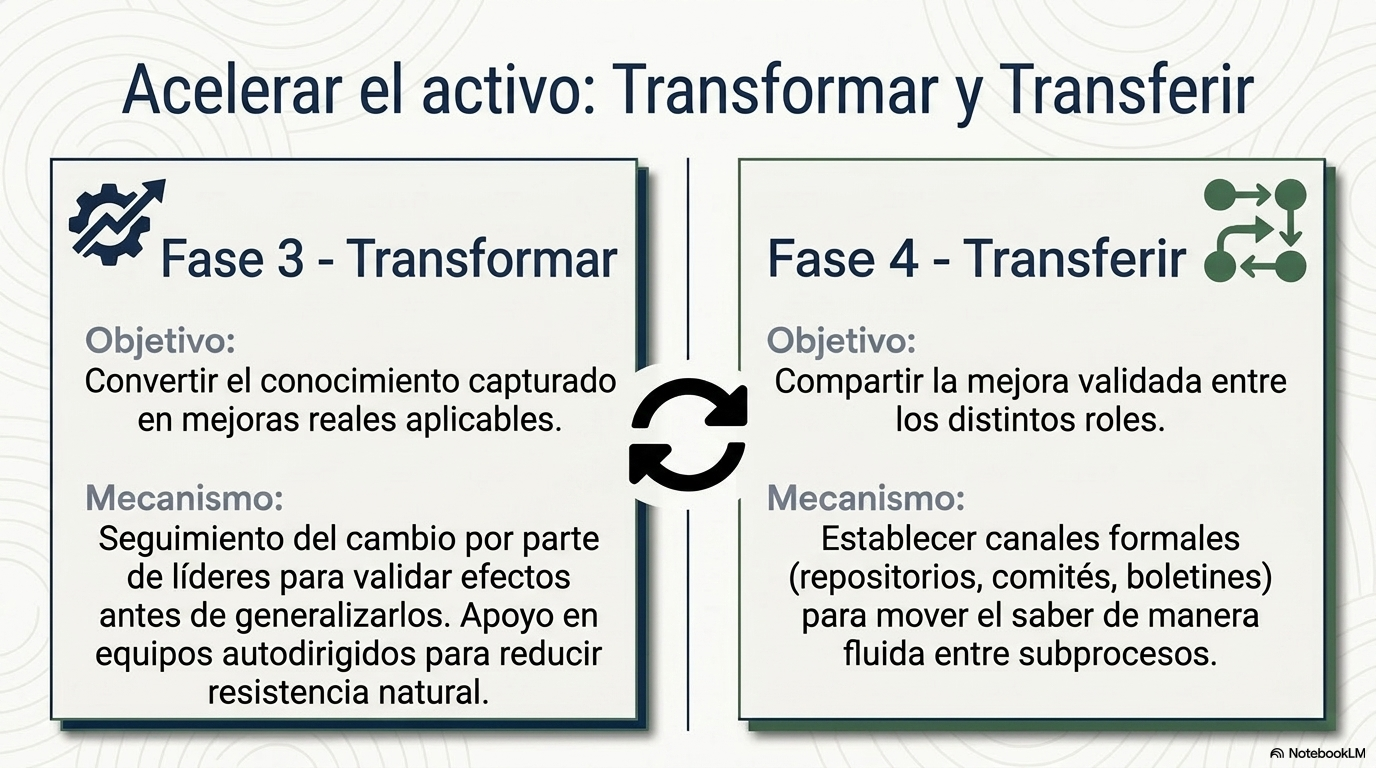 Acelerar el activo: Transformar y Transferir
Fase 3 - Transformar
Objetivo:
Convertir el conocimiento capturado
en mejoras reales aplicables.
Mecanismo:
Seguimiento del cambio por parte
de líderes para validar efectos
antes de generalizarlos. Apoyo en
equipos autodirigidos para reducir
resistencia natural.
Fase 4 - Transferir
Objetivo:
Compartir la mejora validada entre
los distintos roles.
Mecanismo:
Establecer canales formales
(repositorios, comités, boletines)
para mover el saber de manera
fluida entre subprocesos.
NotebookLM